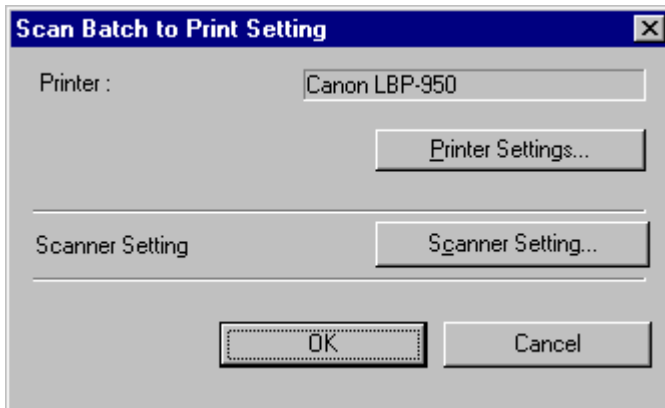 Scan Batch to Print Setting
Printer : Canon LBP-950
Printer Settings...
Scanner Setting Scanner Setting...
OK Cancel